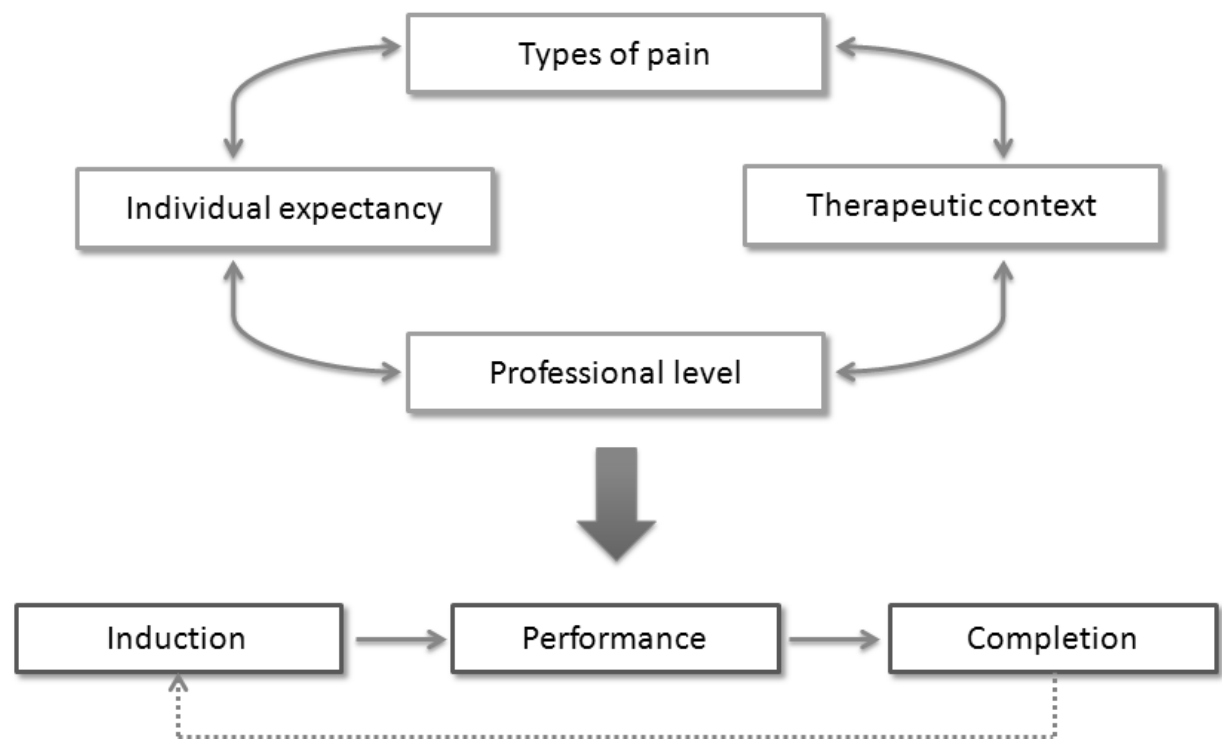 Types of pain
Individual expectancy
Therapeutic context
Professional level
Induction
Performance
Completion